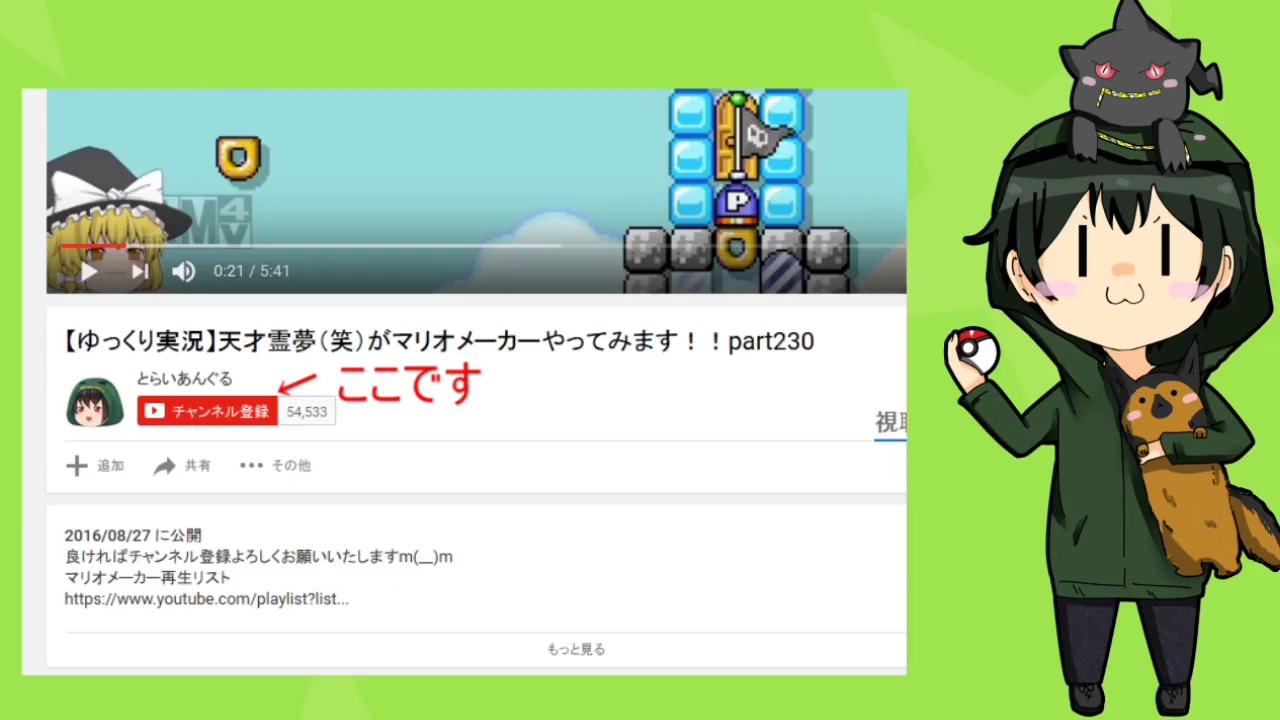 P
MM4V
0:21 / 5:41
【ゆっくり実況】天才霊夢(笑)がマリオメーカーやってみます！！part230
とらいあんぐる
ここです
チャンネル登録 54,533
視聴
追加 共有 その他
2016/08/27 に公開
良ければチャンネル登録よろしくお願いいたしますm(__)m
マリオメーカー再生リスト
https://www.youtube.com/playlist?list...
もっと見る